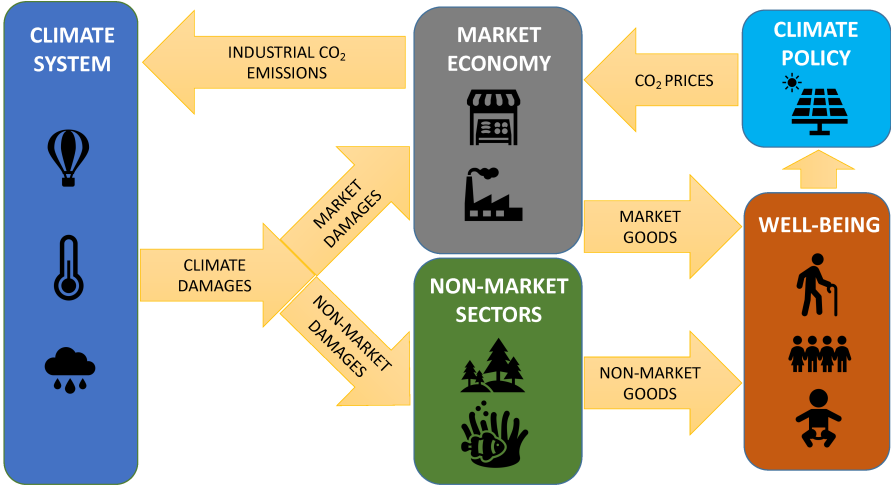 CLIMATE
SYSTEM
INDUSTRIAL CO₂
EMISSIONS
MARKET
ECONOMY
CO₂ PRICES
CLIMATE
POLICY
MARKET
DAMAGES
CLIMATE
DAMAGES
NON-MARKET
DAMAGES
MARKET
GOODS
WELL-BEING
NON-MARKET
SECTORS
NON-MARKET
GOODS